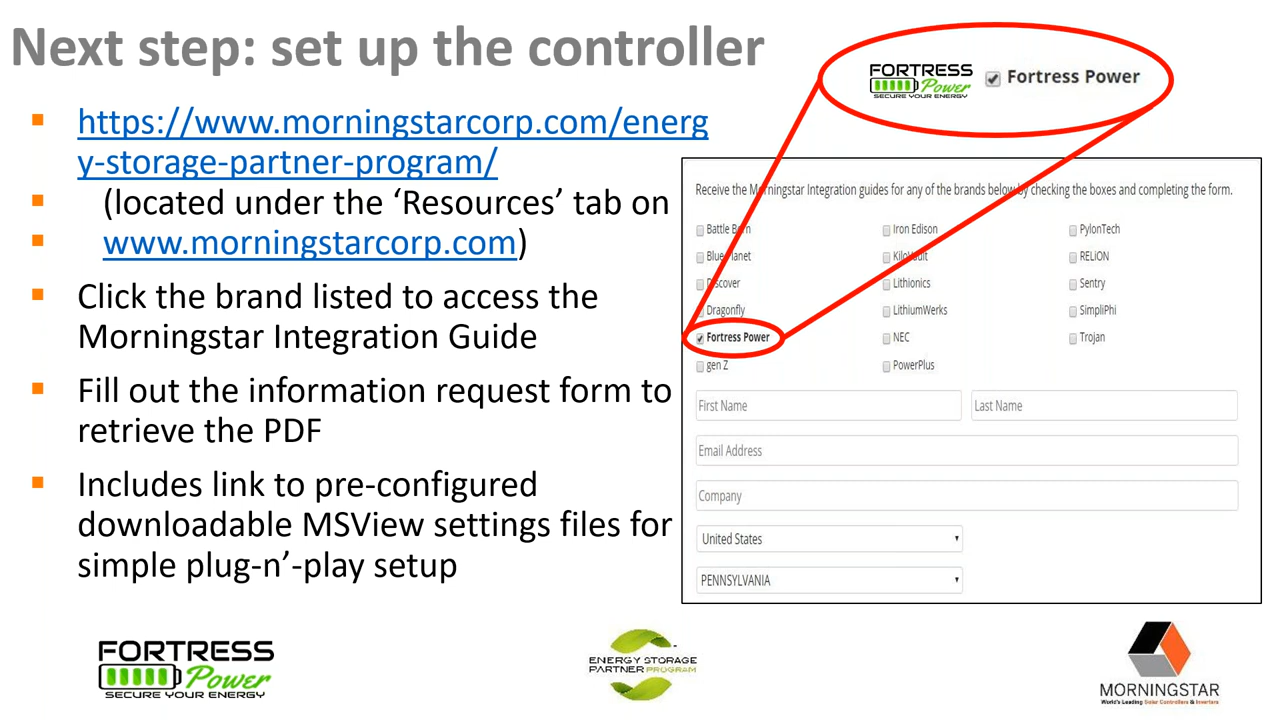 Next step: set up the controller
FORTRESS
Power
SECURE YOUR ENERGY
Fortress Power
https://www.morningstarcorp.com/energ
y-storage-partner-program/
(located under the ‘Resources’ tab on
www.morningstarcorp.com)
Click the brand listed to access the
Morningstar Integration Guide
Fill out the information request form to
retrieve the PDF
Includes link to pre-configured
downloadable MSView settings files for
simple plug-n’-play setup
Receive the Morningstar Integration guides for any of the brands below by checking the boxes and completing the form.
Battle Born Iron Edison PylonTech
Blue Planet KiloVault RELiON
Discover Lithionics Sentry
Dragonfly LithiumWerks SimpliPhi
Fortress Power NEC Trojan
gen Z PowerPlus
First Name Last Name
Email Address
Company
United States
PENNSYLVANIA
FORTRESS
Power
SECURE YOUR ENERGY
ENERGY STORAGE
PARTNER PROGRAM
MORNINGSTAR
World's Leading Solar Controllers & Inverters